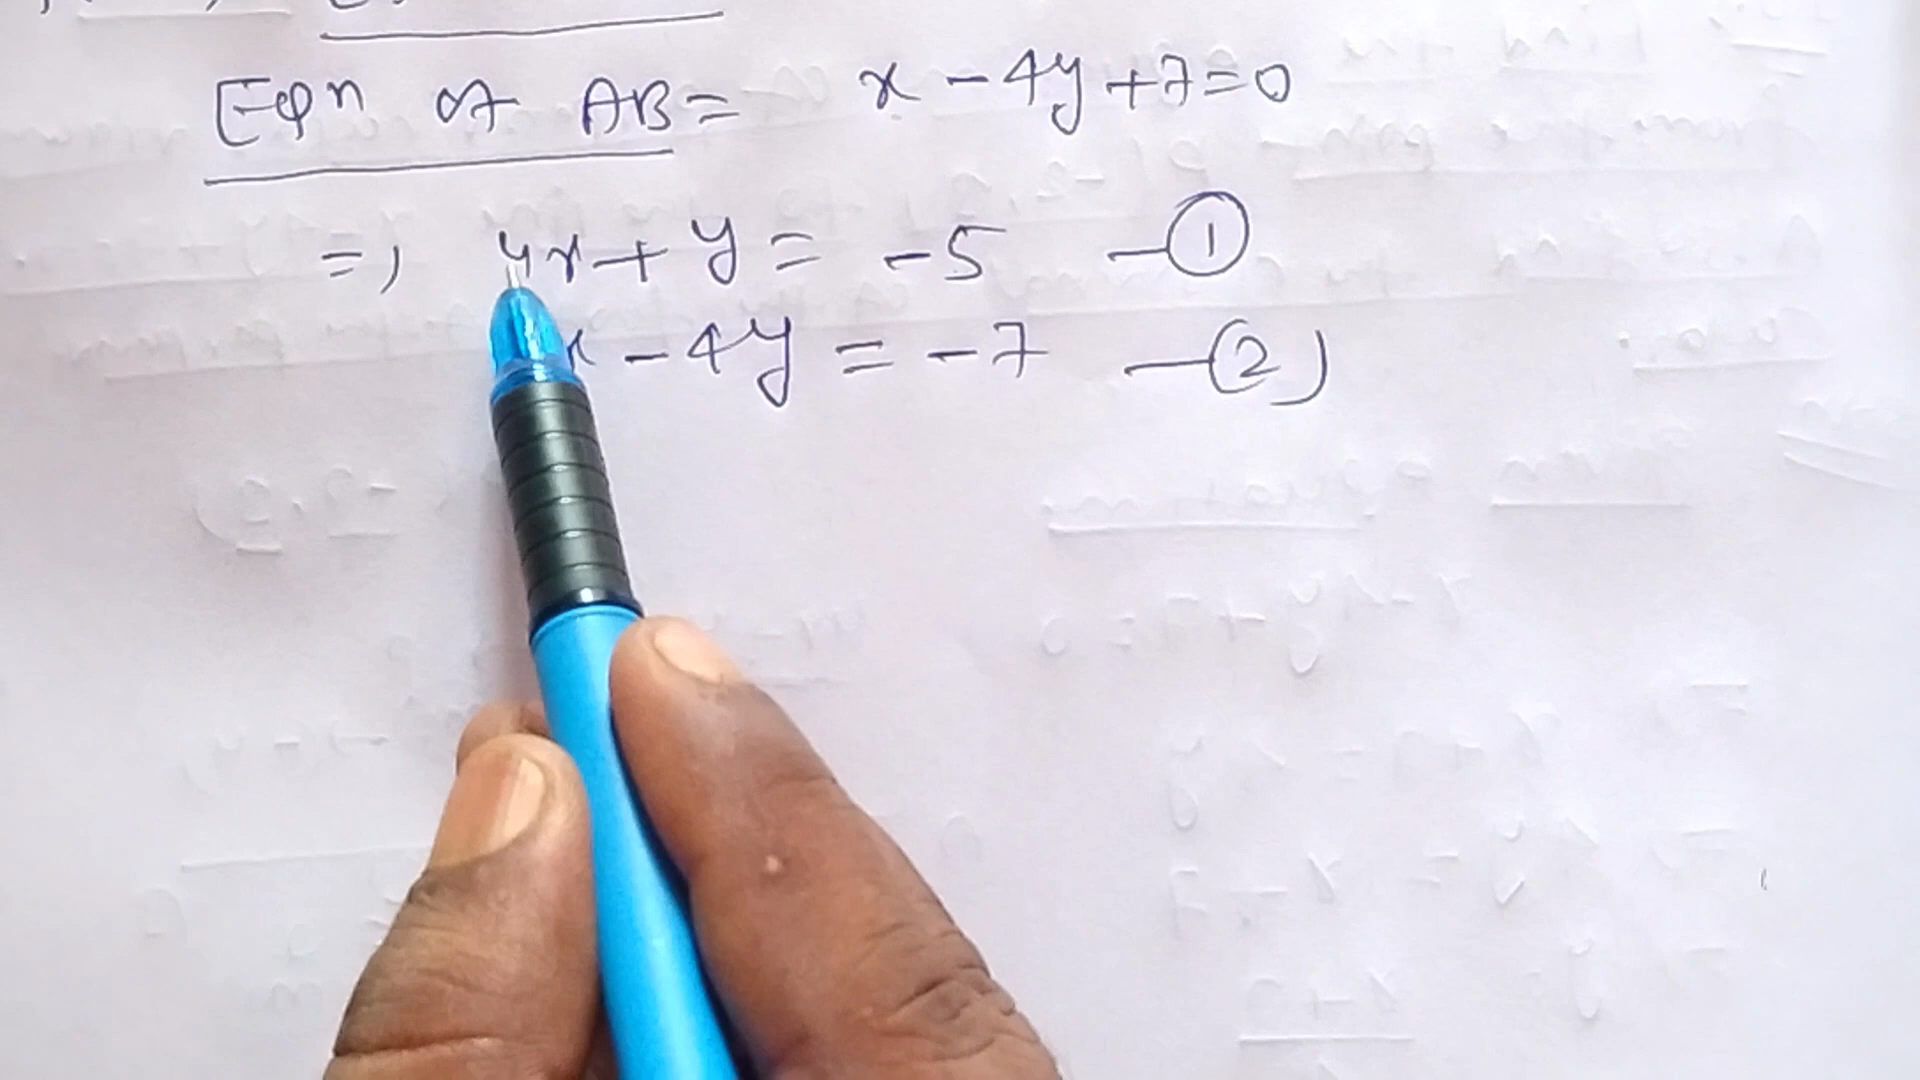 Eqn of AB= x - 4y +7=0
=) 4x + y = -5 -①
x - 4y = -7 -(2)